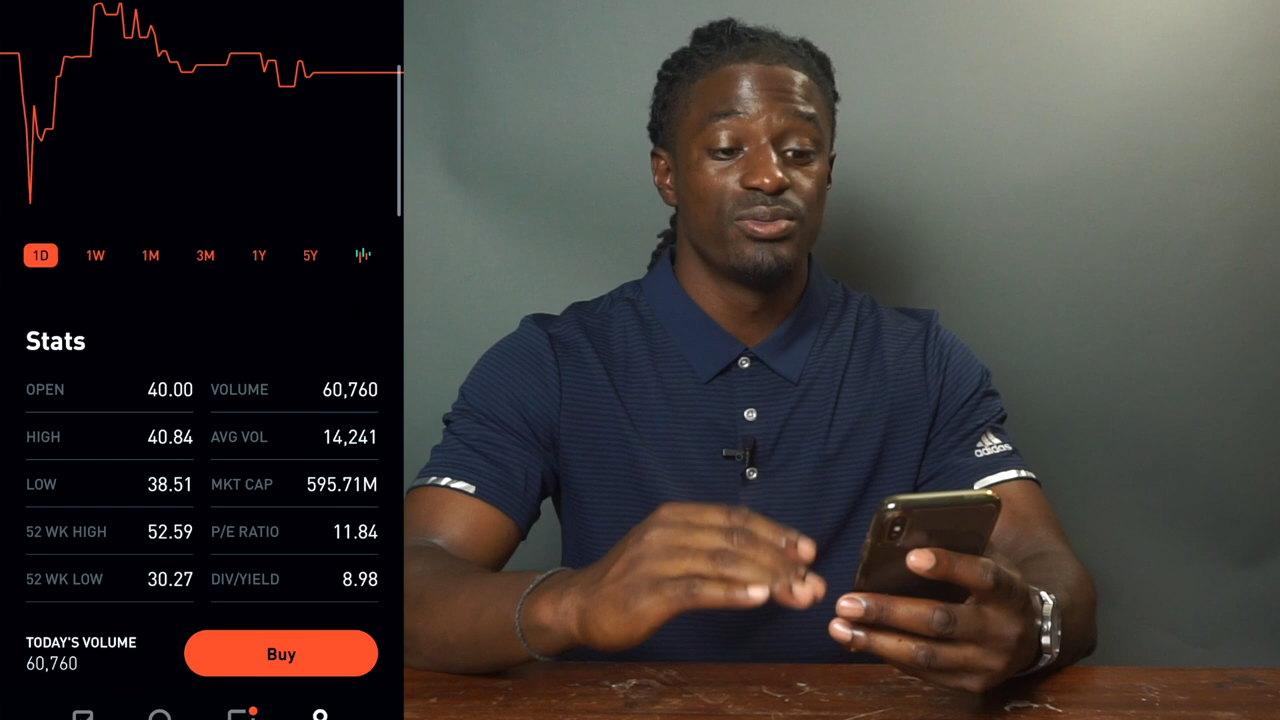 1D 1W 1M 3M 1Y 5Y
Stats
OPEN 40.00 VOLUME 60,760
HIGH 40.84 AVG VOL 14,241
LOW 38.51 MKT CAP 595.71M
52 WK HIGH 52.59 P/E RATIO 11.84
52 WK LOW 30.27 DIV/YIELD 8.98
TODAY'S VOLUME
60,760
Buy
adidas